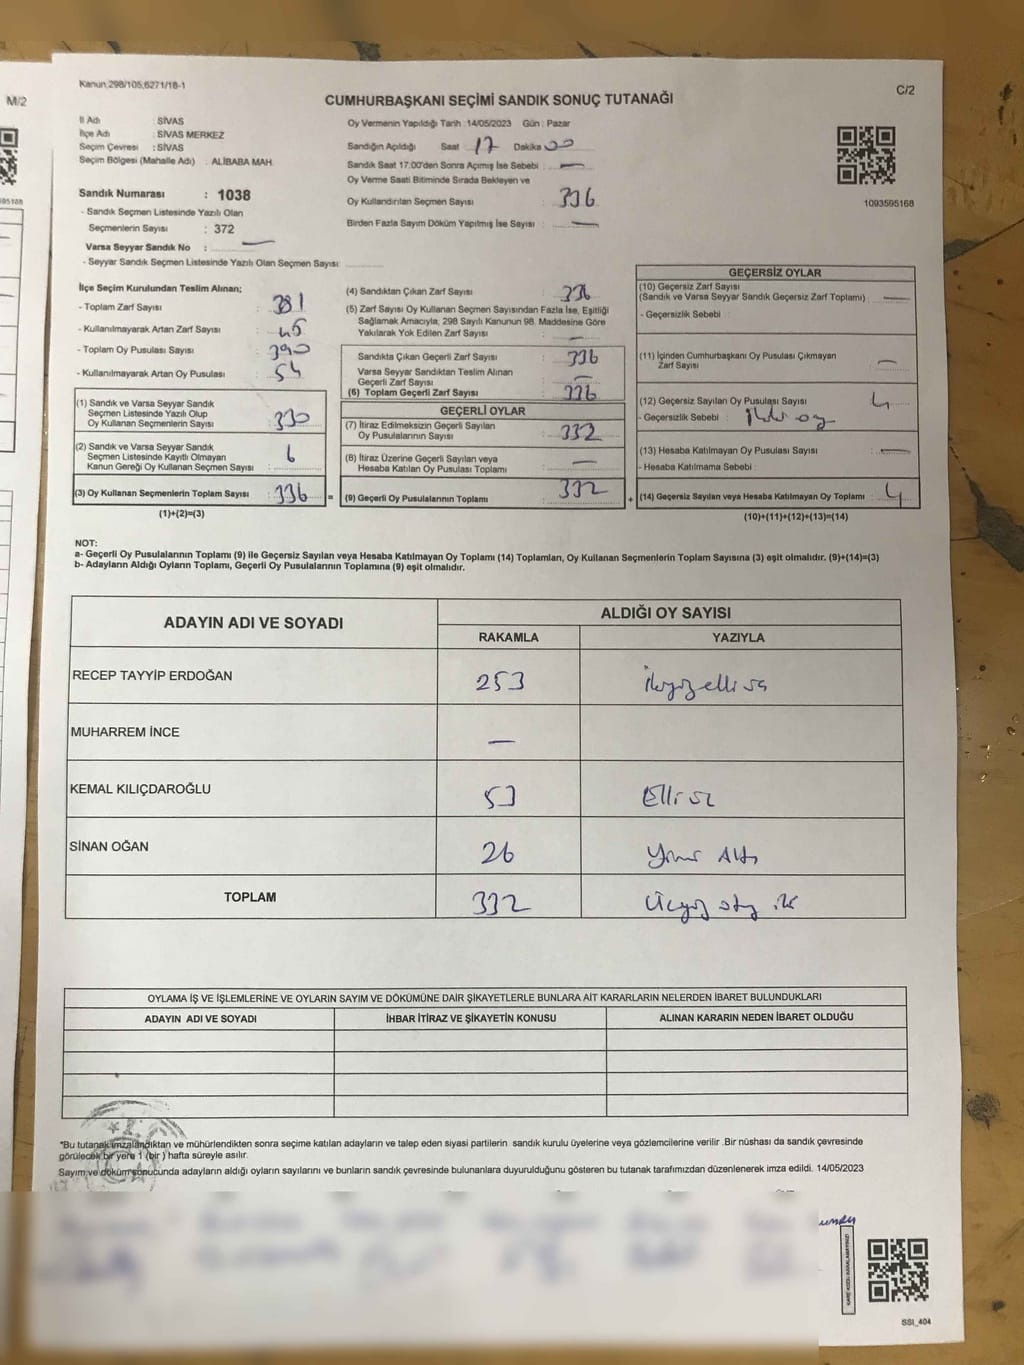 Kanun,298/105,6271/18-1
M/2
C/2
CUMHURBAŞKANI SEÇİMİ SANDIK SONUÇ TUTANAĞI
İl Adı : SİVAS
İlçe Adı : SİVAS MERKEZ
Seçim Çevresi : SİVAS
Seçim Bölgesi (Mahalle Adı) : ALİBABA MAH.
Sandık Numarası : 1038
- Sandık Seçmen Listesinde Yazılı Olan
Seçmenlerin Sayısı : 372
Varsa Seyyar Sandık No : —
- Seyyar Sandık Seçmen Listesinde Yazılı Olan Seçmen Sayısı:
Oy Vermenin Yapıldığı Tarih :14/05/2023 Gün : Pazar
Sandığın Açıldığı Saat 17 Dakika 00
Sandık Saat 17.00'den Sonra Açımış İse Sebebi : —
Oy Verme Saati Bitiminde Sırada Bekleyen ve
Oy Kullandırılan Seçmen Sayısı : 336
Birden Fazla Sayım Döküm Yapılmış İse Sayısı : —
1093595168
İlçe Seçim Kurulundan Teslim Alınan;
- Toplam Zarf Sayısı : 381
- Kullanılmayarak Artan Zarf Sayısı : 45
- Toplam Oy Pusulası Sayısı : 390
- Kullanılmayarak Artan Oy Pusulası : 54
(1) Sandık ve Varsa Seyyar Sandık
Seçmen Listesinde Yazılı Olup
Oy Kullanan Seçmenlerin Sayısı : 330
(2) Sandık ve Varsa Seyyar Sandık
Seçmen Listesinde Kayıtlı Olmayan
Kanun Gereği Oy Kullanan Seçmen Sayısı : 6
(3) Oy Kullanan Seçmenlerin Toplam Sayısı : 336
(1)+(2)=(3)
(4) Sandıktan Çıkan Zarf Sayısı : 336
(5) Zarf Sayısı Oy Kullanan Seçmen Sayısından Fazla İse, Eşitliği
Sağlamak Amacıyla, 298 Sayılı Kanunun 98. Maddesine Göre
Yakılarak Yok Edilen Zarf Sayısı : —
Sandıkta Çıkan Geçerli Zarf Sayısı : 336
Varsa Seyyar Sandıktan Teslim Alınan
Geçerli Zarf Sayısı : —
(6) Toplam Geçerli Zarf Sayısı : 336
GEÇERLİ OYLAR
(7) İtiraz Edilmeksizin Geçerli Sayılan
Oy Pusulalarının Sayısı : 332
(8) İtiraz Üzerine Geçerli Sayılan veya
Hesaba Katılan Oy Pusulası Toplamı : —
= (9) Geçerli Oy Pusulalarının Toplamı : 332
GEÇERSİZ OYLAR
(10) Geçersiz Zarf Sayısı
(Sandık ve Varsa Seyyar Sandık Geçersiz Zarf Toplamı) : —
- Geçersizlik Sebebi :
(11) İçinden Cumhurbaşkanı Oy Pusulası Çıkmayan
Zarf Sayısı : —
(12) Geçersiz Sayılan Oy Pusulası Sayısı : 4
- Geçersizlik Sebebi : oy
(13) Hesaba Katılmayan Oy Pusulası Sayısı : —
- Hesaba Katılmama Sebebi :
+ (14) Geçersiz Sayılan veya Hesaba Katılmayan Oy Toplamı : 4
(10)+(11)+(12)+(13)=(14)
NOT:
a- Geçerli Oy Pusulalarının Toplamı (9) ile Geçersiz Sayılan veya Hesaba Katılmayan Oy Toplamı (14) Toplamları, Oy Kullanan Seçmenlerin Toplam Sayısına (3) eşit olmalıdır. (9)+(14)=(3)
b- Adayların Aldığı Oyların Toplamı, Geçerli Oy Pusulalarının Toplamına (9) eşit olmalıdır.
ADAYIN ADI VE SOYADI
ALDIĞI OY SAYISI
RAKAMLA YAZIYLA
RECEP TAYYİP ERDOĞAN 253 İkiyüzelli üç
MUHARREM İNCE —
KEMAL KILIÇDAROĞLU 53 Elli üç
SİNAN OĞAN 26 Yirmi Altı
TOPLAM 332 Üçyüz otuz iki
OYLAMA İŞ VE İŞLEMLERİNE VE OYLARIN SAYIM VE DÖKÜMÜNE DAİR ŞİKAYETLERLE BUNLARA AİT KARARLARIN NELERDEN İBARET BULUNDUKLARI
ADAYIN ADI VE SOYADI İHBAR İTİRAZ VE ŞİKAYETİN KONUSU ALINAN KARARIN NEDEN İBARET OLDUĞU
*Bu tutanak imzalandıktan ve mühürlendikten sonra seçime katılan adayların ve talep eden siyasi partilerin sandık kurulu üyelerine veya gözlemcilerine verilir .Bir nüshası da sandık çevresinde
görülecek bir yere 1 (bir ) hafta süreyle asılır.
Sayım ve döküm sonucunda adayların aldığı oyların sayılarını ve bunların sandık çevresinde bulunanlara duyurulduğunu gösteren bu tutanak tarafımızdan düzenlenerek imza edildi. 14/05/2023
KARE KODU KARALAMAYINIZ!
SSI_404